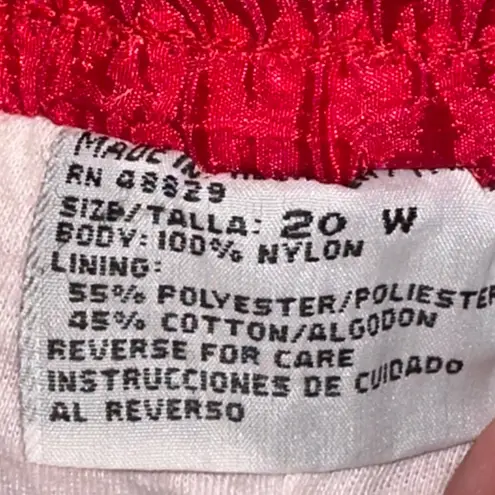 MADE IN
RN 48829
SIZE/TALLA: 20 W
BODY: 100% NYLON
LINING:
55% POLYESTER/POLIESTER
45% COTTON/ALGODON
REVERSE FOR CARE
INSTRUCCIONES DE CUIDADO
AL REVERSO